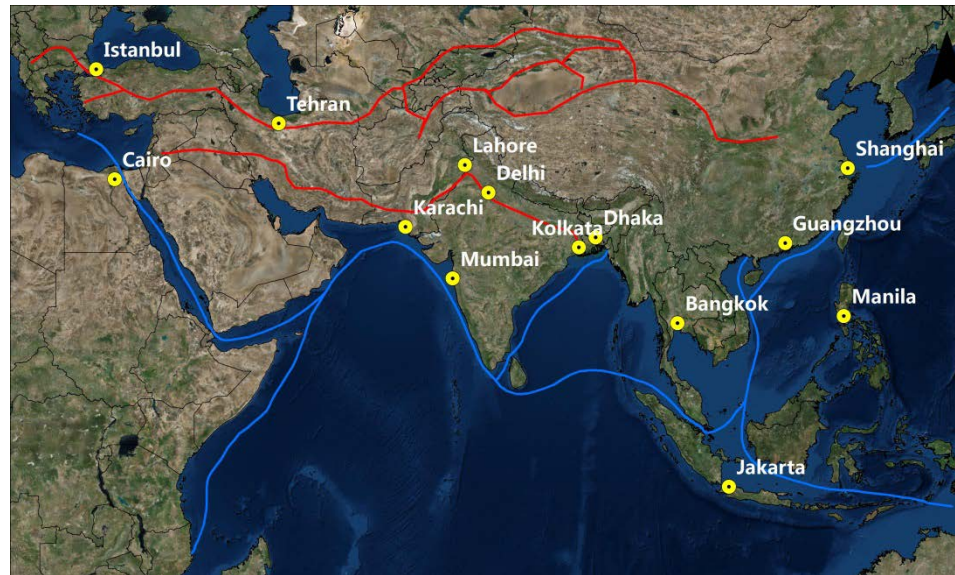 N
Istanbul
Tehran
Cairo
Lahore
Delhi
Shanghai
Karachi
Kolkata
Dhaka
Guangzhou
Mumbai
Bangkok
Manila
Jakarta